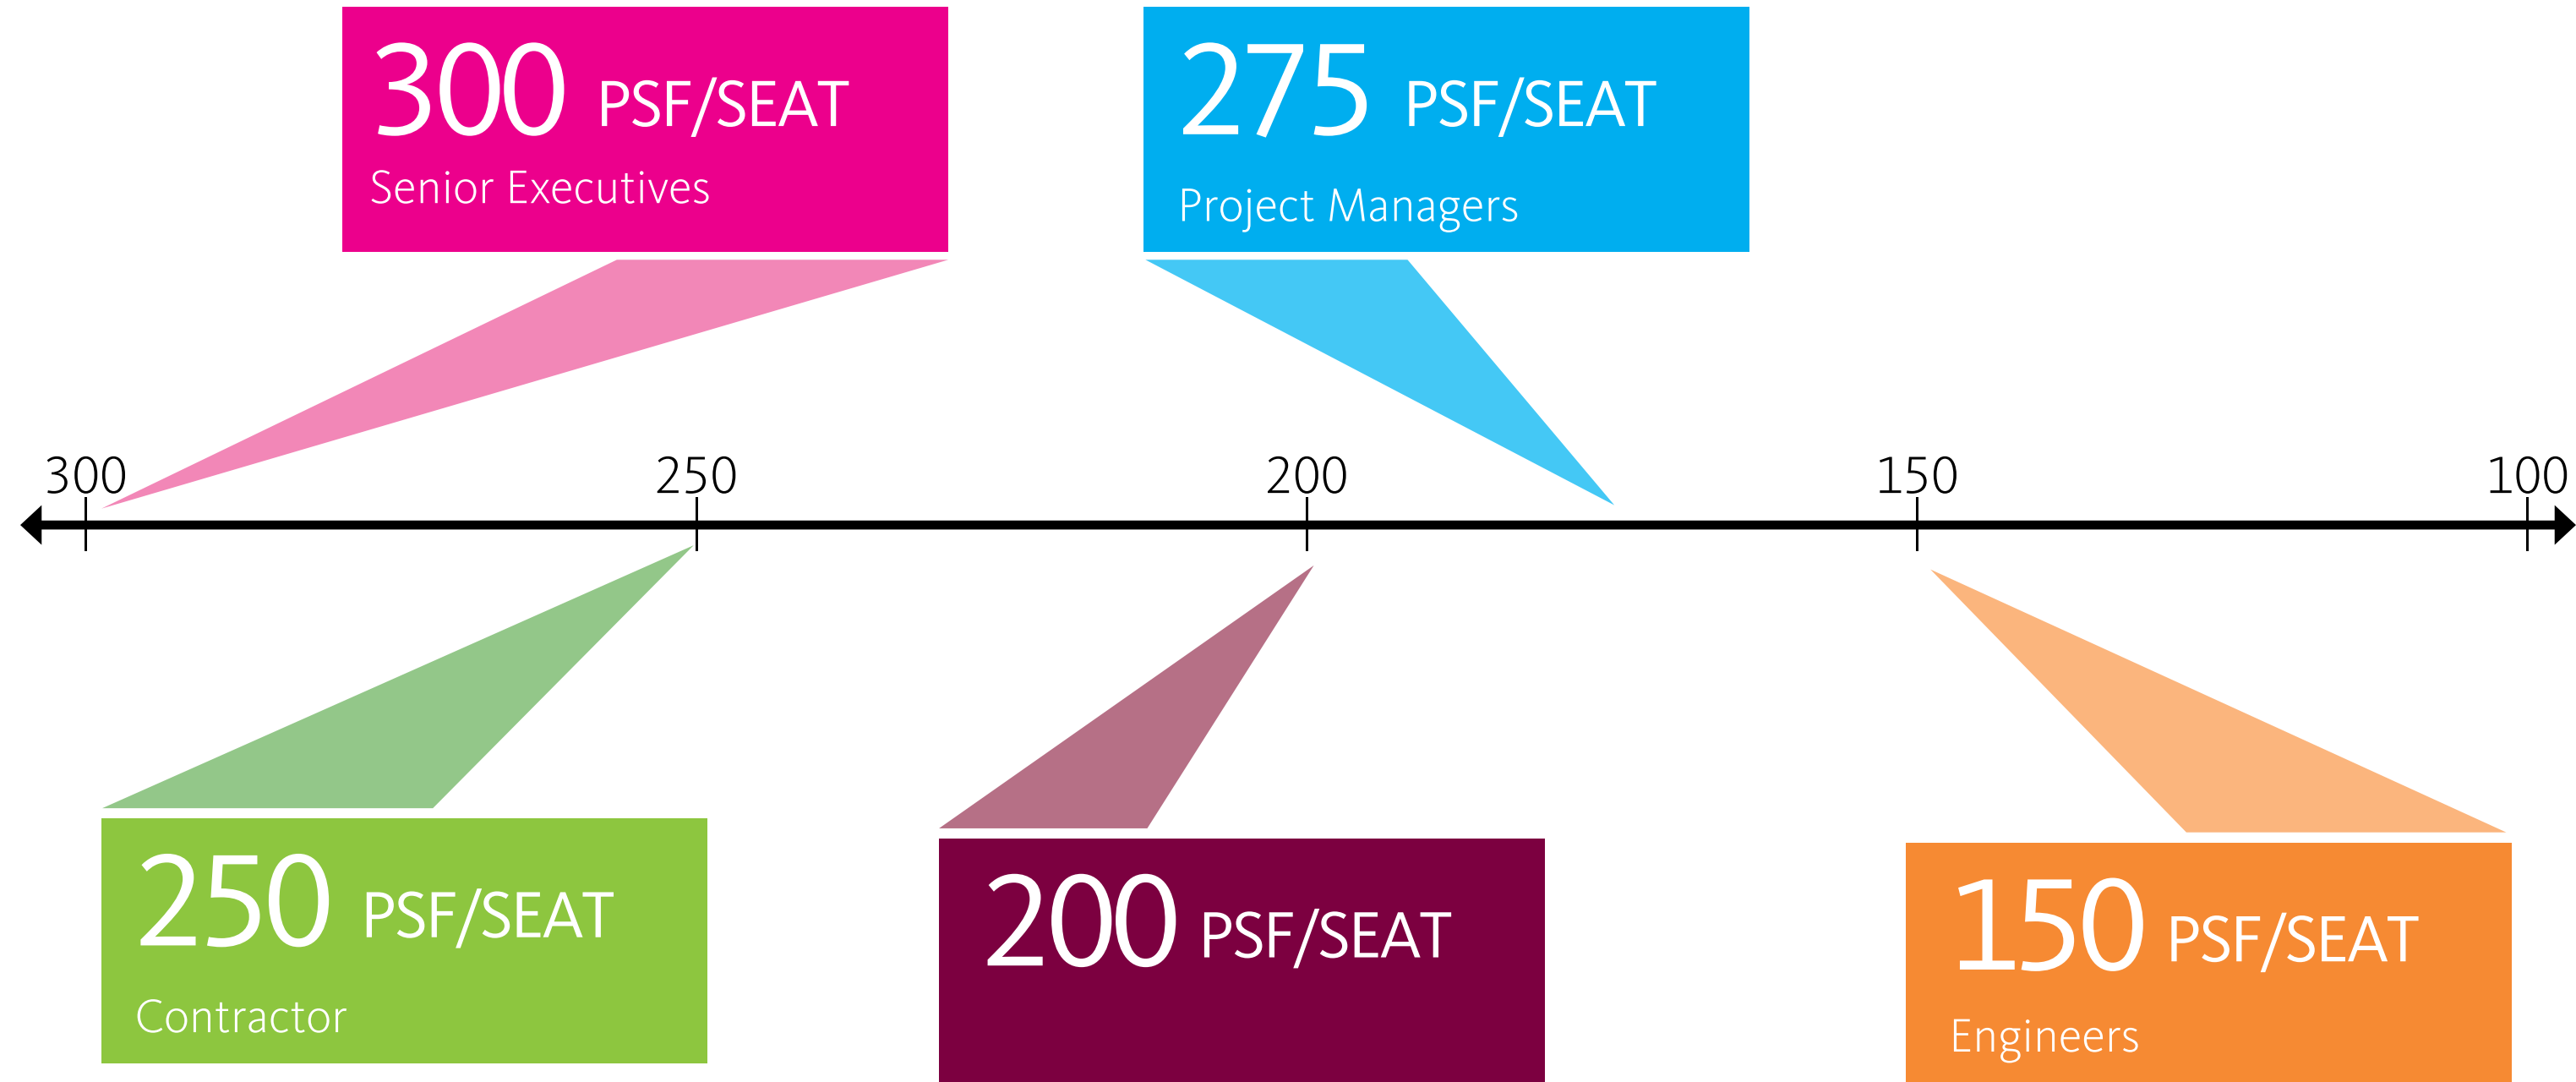 300 PSF/SEAT
Senior Executives
275 PSF/SEAT
Project Managers
300 250 200 150 100
250 PSF/SEAT
Contractor
200 PSF/SEAT
150 PSF/SEAT
Engineers